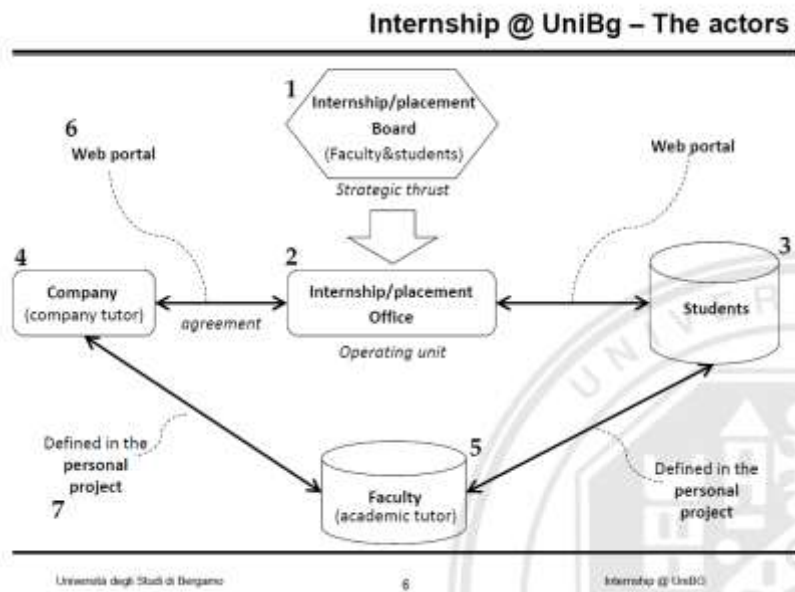 Internship @ UniBg – The actors
1
Internship/placement
Board
(Faculty&students)
Strategic thrust
6
Web portal
Web portal
4
Company
(company tutor)
agreement
2
Internship/placement
Office
Operating unit
3
Students
Defined in the
personal
project
7
5
Faculty
(academic tutor)
Defined in the
personal
project
UNIVER
Università degli Studi di Bergamo
6
Internship @ UniBG